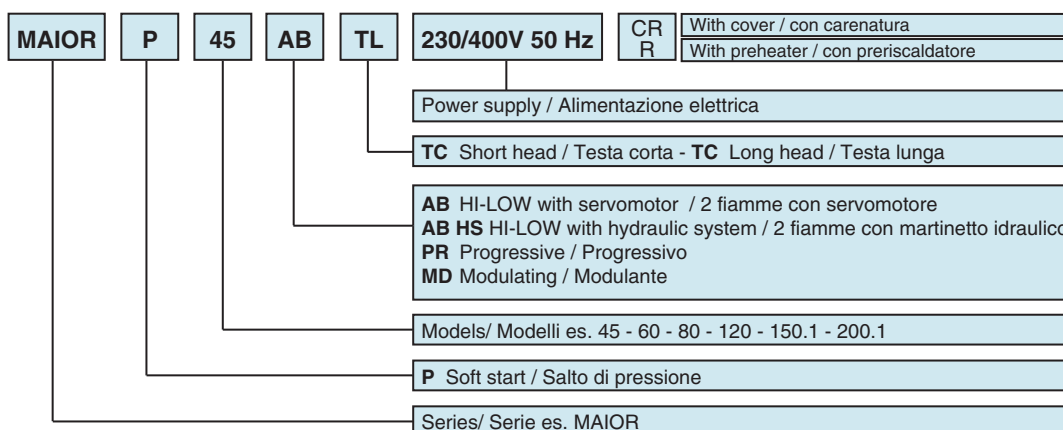 MAIOR P 45 AB TL 230/400V 50 Hz CR With cover / con carenatura
R With preheater / con preriscaldatore
Power supply / Alimentazione elettrica
TC Short head / Testa corta - TC Long head / Testa lunga
AB HI-LOW with servomotor / 2 fiamme con servomotore
AB HS HI-LOW with hydraulic system / 2 fiamme con martinetto idraulico
PR Progressive / Progressivo
MD Modulating / Modulante
Models/ Modelli es. 45 - 60 - 80 - 120 - 150.1 - 200.1
P Soft start / Salto di pressione
Series/ Serie es. MAIOR